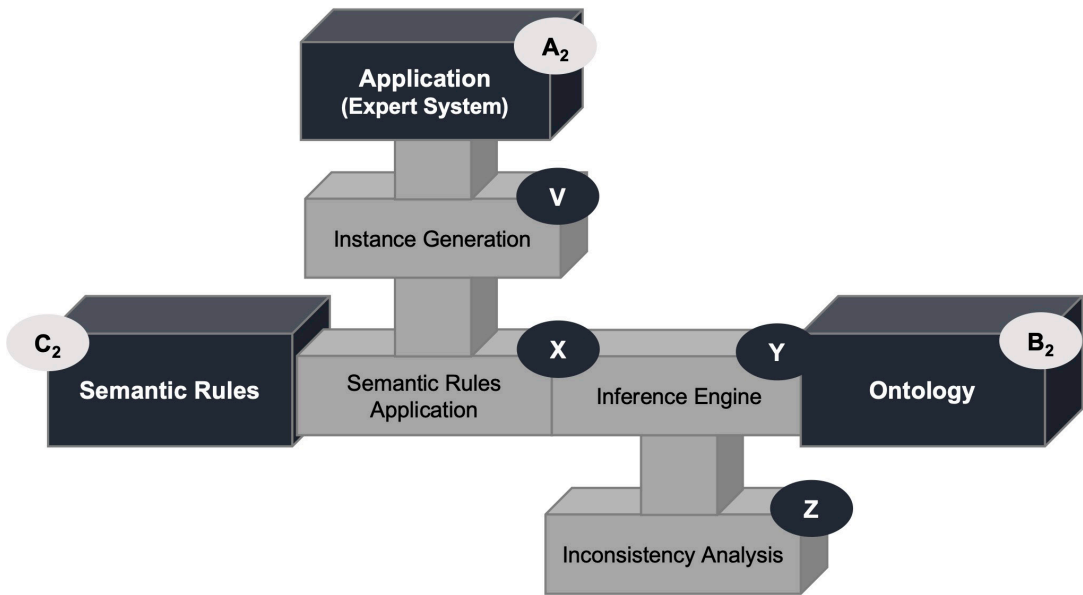 A₂
Application
(Expert System)
V
Instance Generation
C₂
Semantic Rules
X
Semantic Rules
Application
Y
Inference Engine
B₂
Ontology
Z
Inconsistency Analysis